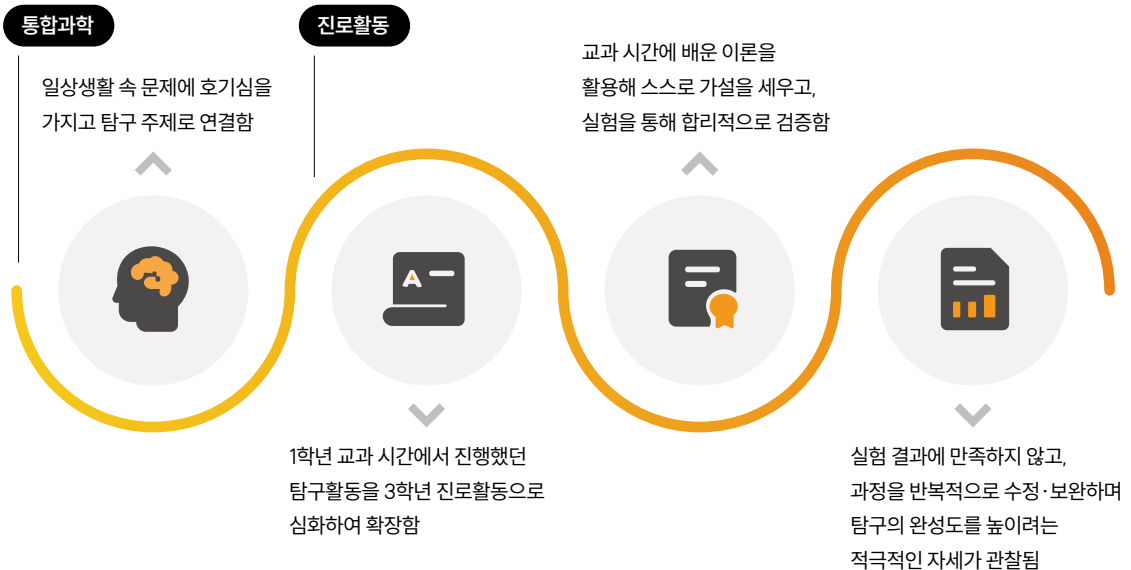 통합과학
일상생활 속 문제에 호기심을
가지고 탐구 주제로 연결함
진로활동
A
1학년 교과 시간에서 진행했던
탐구활동을 3학년 진로활동으로
심화하여 확장함
교과 시간에 배운 이론을
활용해 스스로 가설을 세우고,
실험을 통해 합리적으로 검증함
실험 결과에 만족하지 않고,
과정을 반복적으로 수정·보완하며
탐구의 완성도를 높이려는
적극적인 자세가 관찰됨